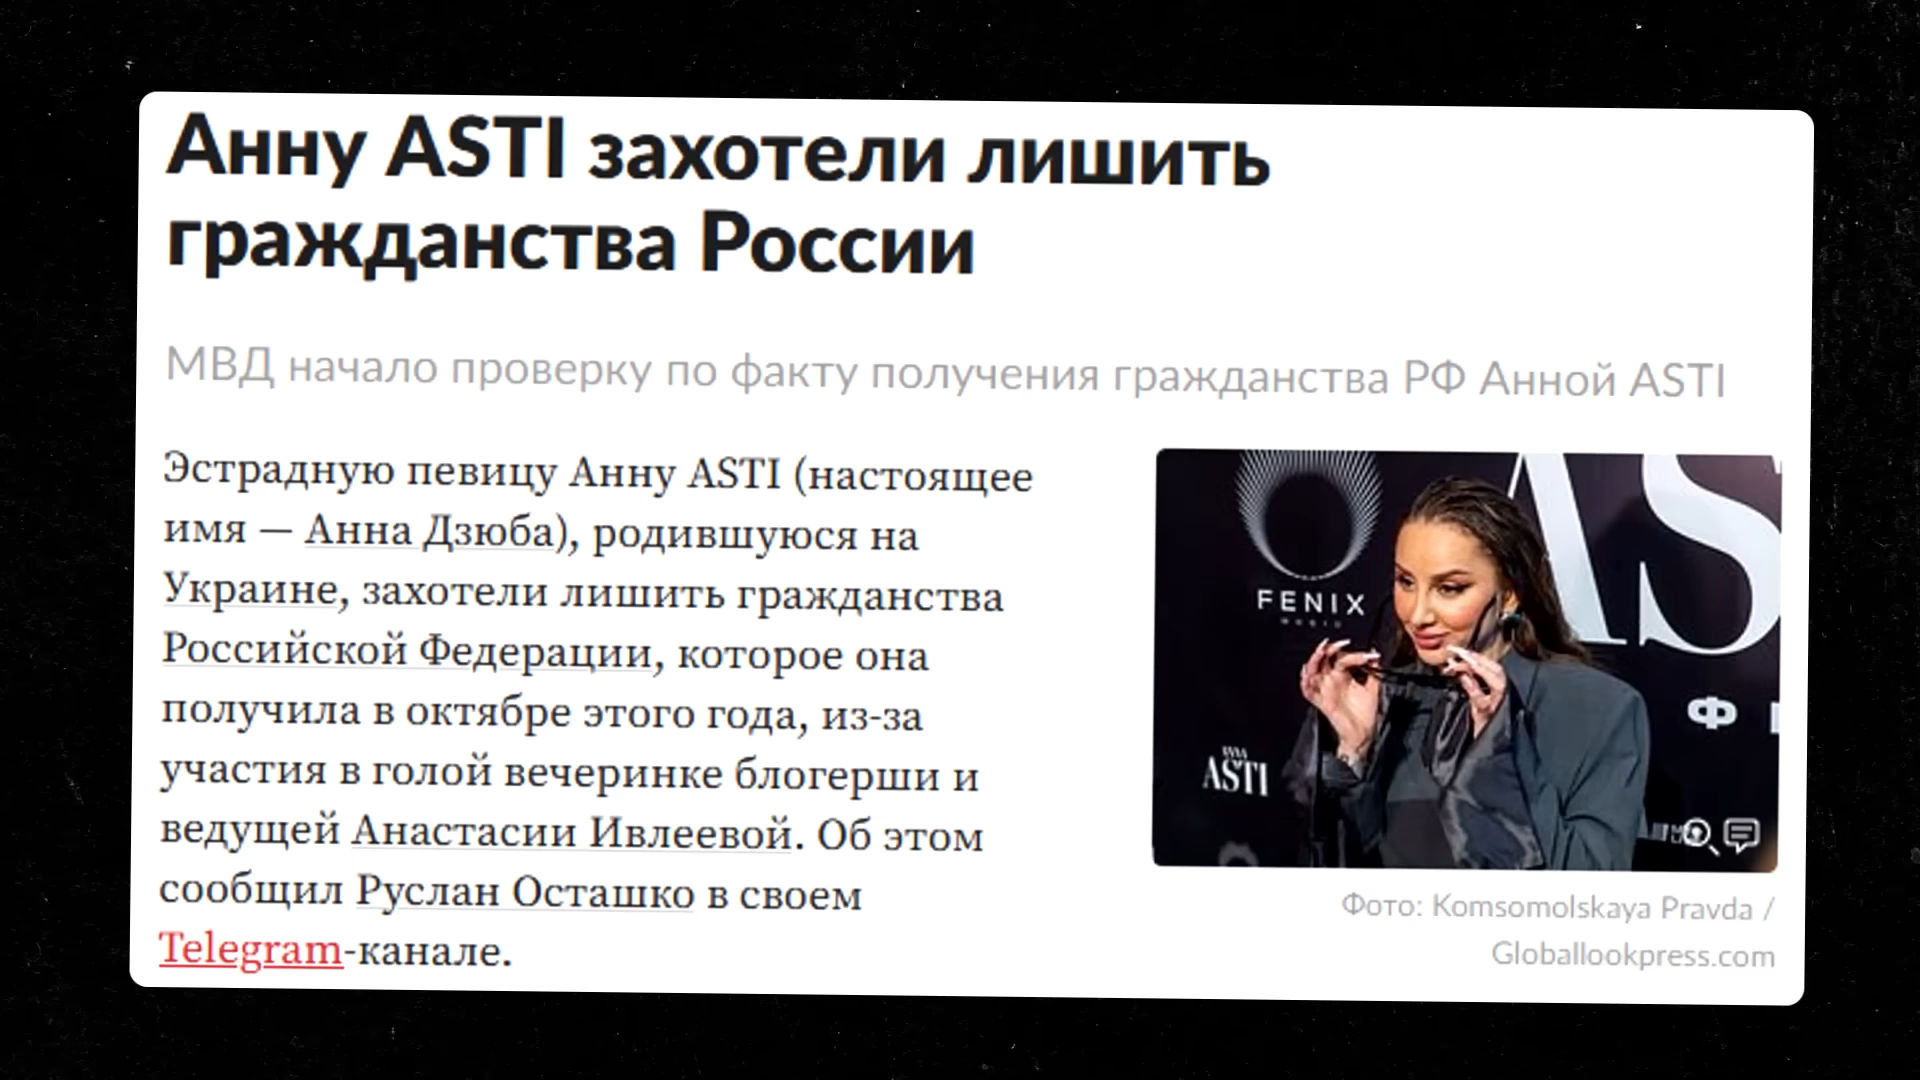 Анну ASTI захотели лишить
гражданства России
МВД начало проверку по факту получения гражданства РФ Анной ASTI
Эстрадную певицу Анну ASTI (настоящее
имя — Анна Дзюба), родившуюся на
Украине, захотели лишить гражданства
Российской Федерации, которое она
получила в октябре этого года, из-за
участия в голой вечеринке блогерши и
ведущей Анастасии Ивлеевой. Об этом
сообщил Руслан Осташко в своем
Telegram-канале.
AS
FENIX
MUSIC
Ф
ANNA
ASTI
Фото: Komsomolskaya Pravda /
Globallookpress.com